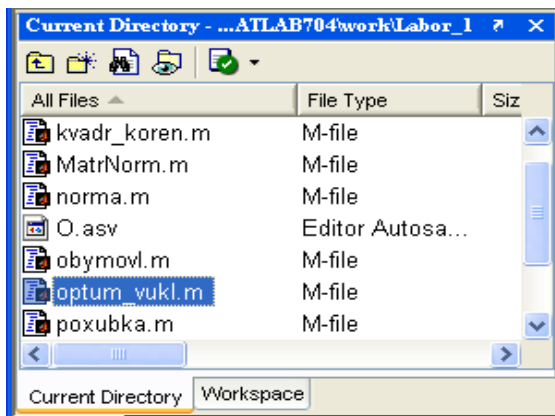 Current Directory - ...ATLAB704\work\Labor_1
All Files File Type Siz
kvadr_koren.m M-file
MatrNorm.m M-file
norma.m M-file
O.asv Editor Autosa...
obymovl.m M-file
optum_vukl.m M-file
poxubka.m M-file
Current Directory Workspace